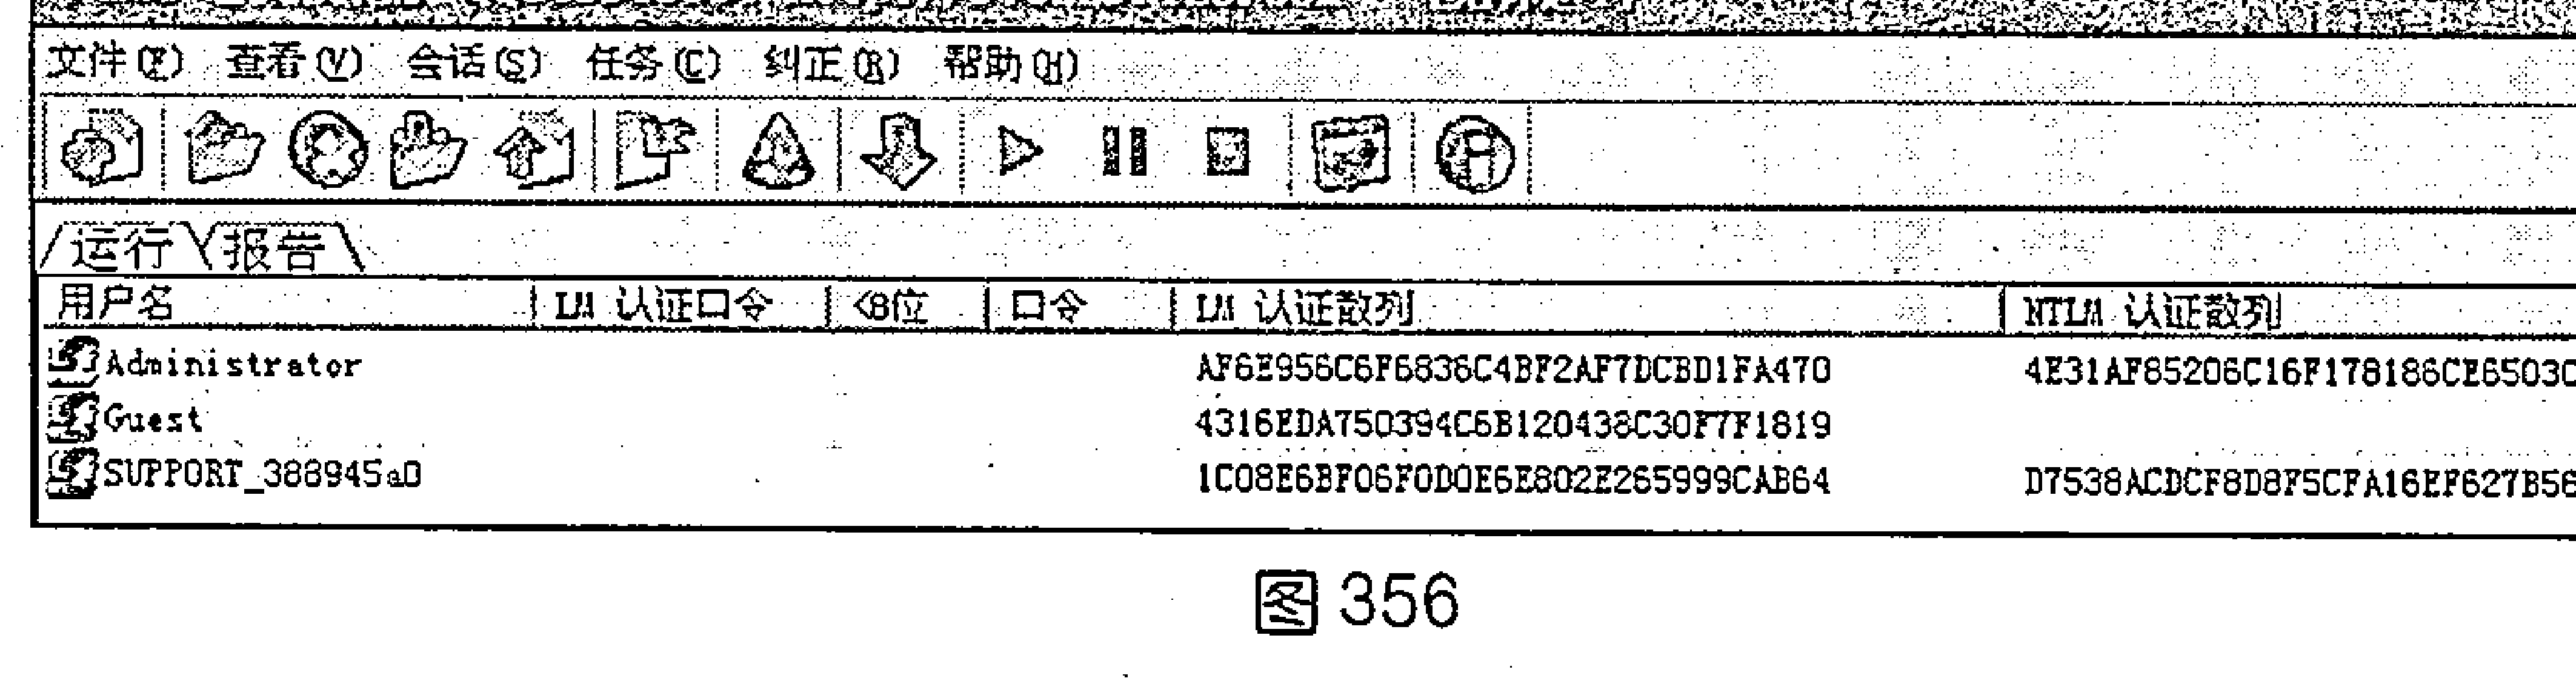 文件(F) 查看(V) 会话(S) 任务(C) 纠正(R) 帮助(H)
运行 报告
用户名 LM 认证口令 <8位 口令 LM 认证散列 NTLM 认证散列
Administrator AF6E956C6F6836C4BF2AF7DCBD1FA470 4E31AF85206C16F178186CE6503C
Guest 4316EDA750394C6B120438C30F7F1819
SUPPORT_388945a0 1C08E6BF06F0D0E6E802E265999CAB64 D7538ACDCF8D8F5CFA16EF627B56
图 356